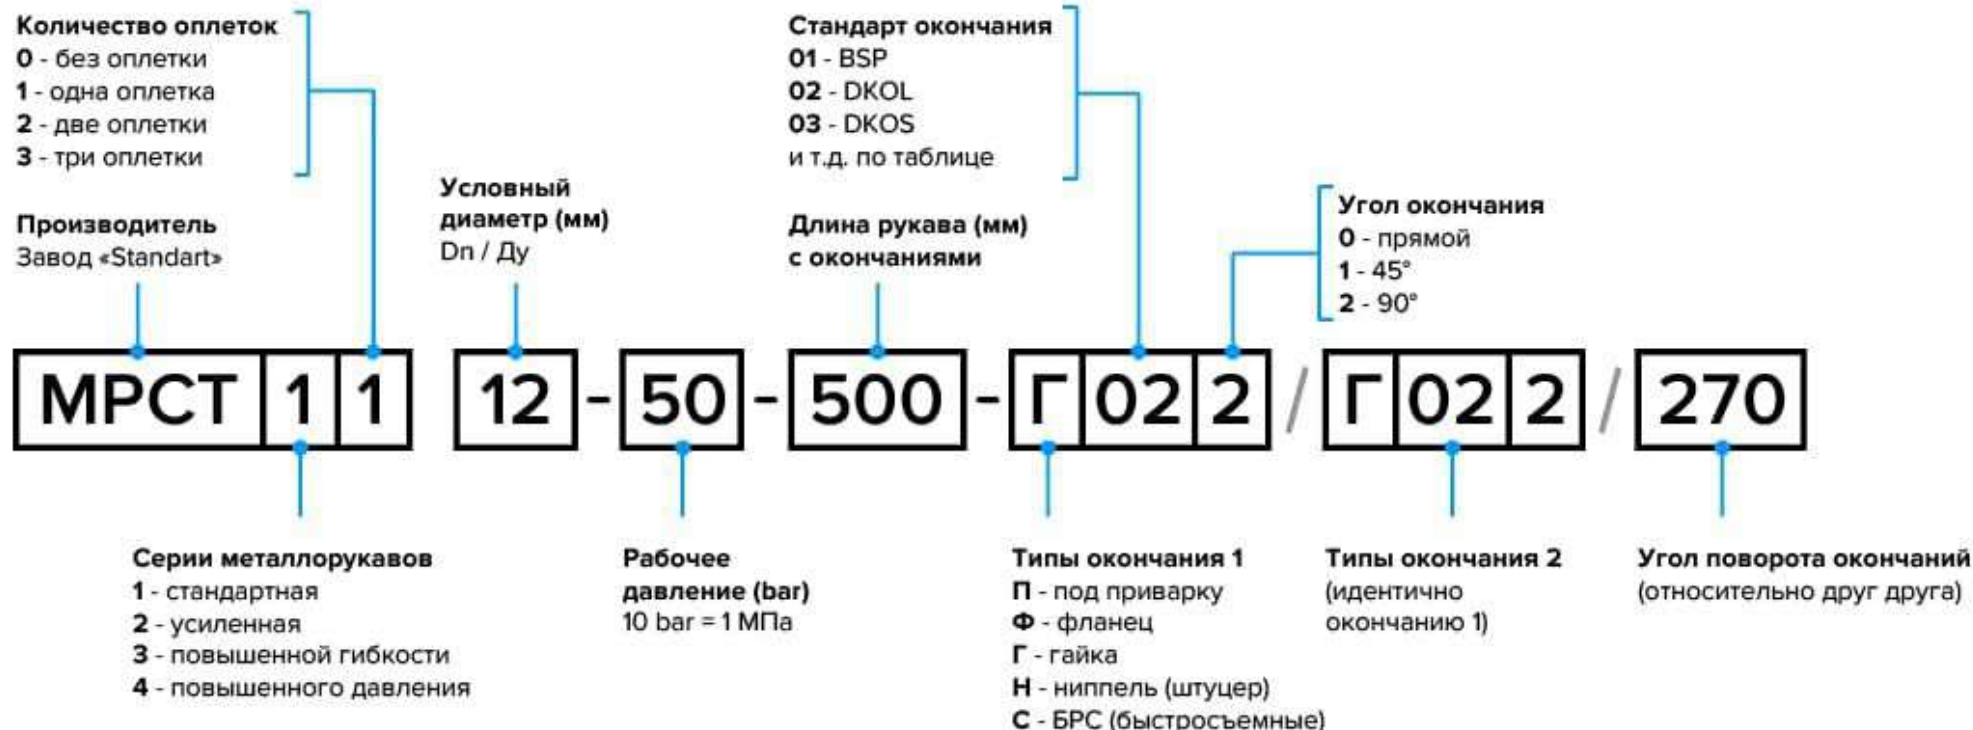 Количество оплеток
0 - без оплетки
1 - одна оплетка
2 - две оплетки
3 - три оплетки
Производитель
Завод «Standart»
Условный
диаметр (мм)
Dn / Ду
Стандарт окончания
01 - BSP
02 - DKOL
03 - DKOS
и т.д. по таблице
Длина рукава (мм)
с окончаниями
Угол окончания
0 - прямой
1 - 45°
2 - 90°
МРСТ 1 1 12 - 50 - 500 - Г 02 2 / Г 02 2 / 270
Серии металлорукавов
1 - стандартная
2 - усиленная
3 - повышенной гибкости
4 - повышенного давления
Рабочее
давление (bar)
10 bar = 1 МПа
Типы окончания 1
П - под приварку
Ф - фланец
Г - гайка
Н - ниппель (штуцер)
С - БРС (быстросъемные)
Типы окончания 2
(идентично
окончанию 1)
Угол поворота окончаний
(относительно друг друга)